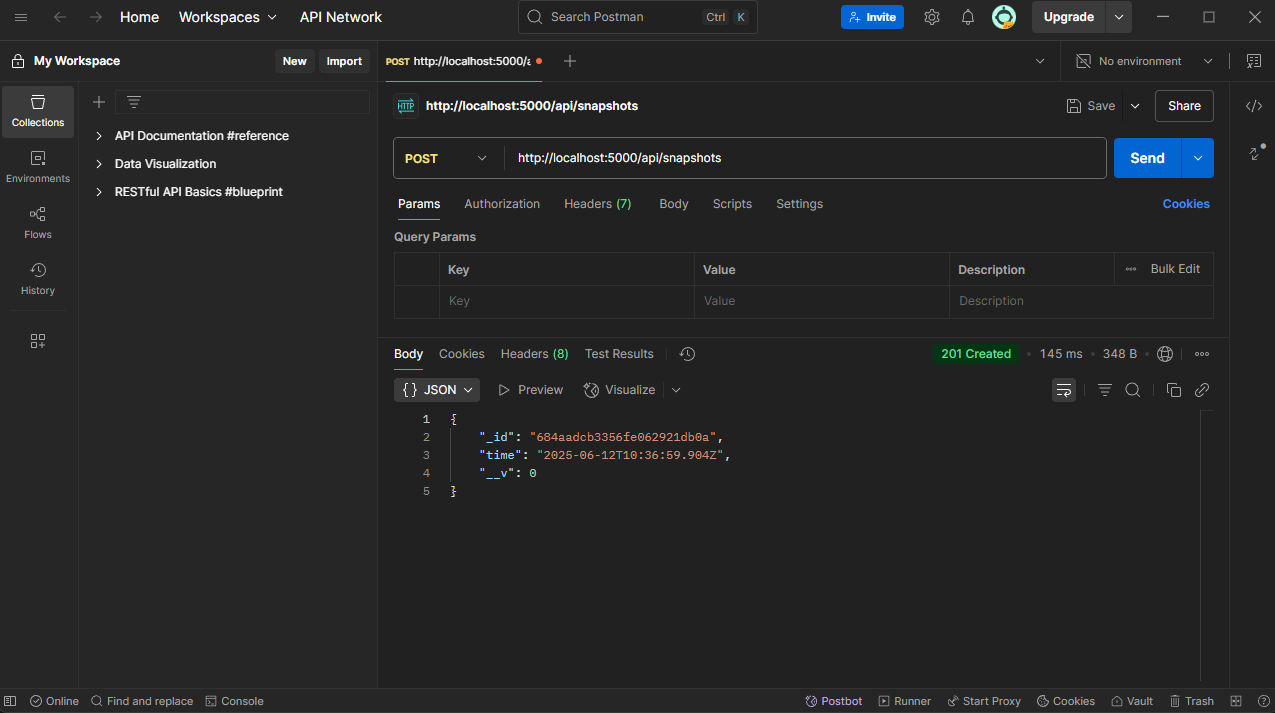 Home Workspaces API Network Search Postman Ctrl K Invite Upgrade
My Workspace New Import POST http://localhost:5000/a No environment
Collections
Environments
Flows
History
API Documentation #reference
Data Visualization
RESTful API Basics #blueprint
HTTP http://localhost:5000/api/snapshots Save Share
POST http://localhost:5000/api/snapshots Send
Params Authorization Headers (7) Body Scripts Settings Cookies
Query Params
Key Value Description Bulk Edit
Key Value Description
Body Cookies Headers (8) Test Results 201 Created 145 ms 348 B
{} JSON Preview Visualize
1 {
2 "_id": "684aadcb3356fe062921db0a",
3 "time": "2025-06-12T10:36:59.904Z",
4 "__v": 0
5 }
Online Find and replace Console Postbot Runner Start Proxy Cookies Vault Trash